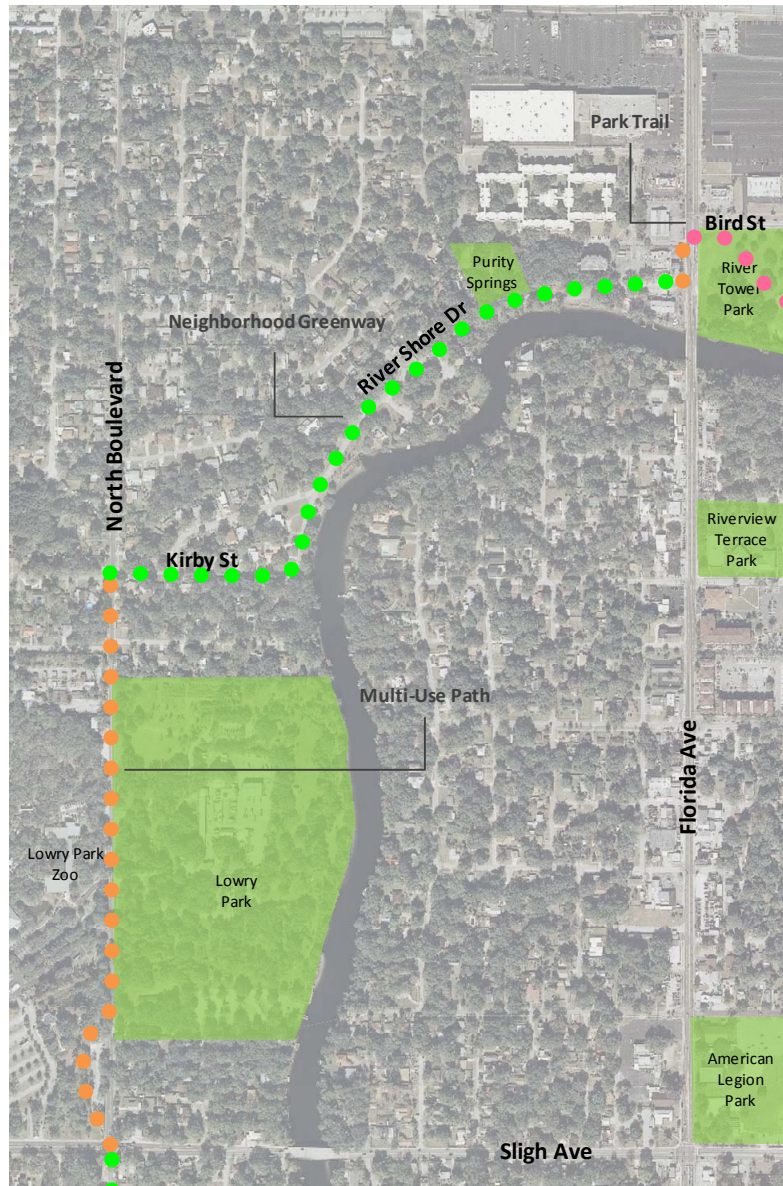 Park Trail
Bird St
River
Tower
Park
Purity
Springs
Neighborhood Greenway
River Shore Dr
North Boulevard
Riverview
Terrace
Park
Kirby St
Multi-Use Path
Florida Ave
Lowry Park
Zoo
Lowry
Park
American
Legion
Park
Sligh Ave